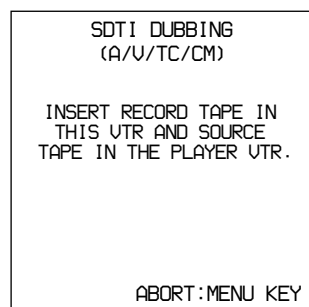 SDTI DUBBING
(A/V/TC/CM)
INSERT RECORD TAPE IN
THIS VTR AND SOURCE
TAPE IN THE PLAYER VTR.
ABORT:MENU KEY